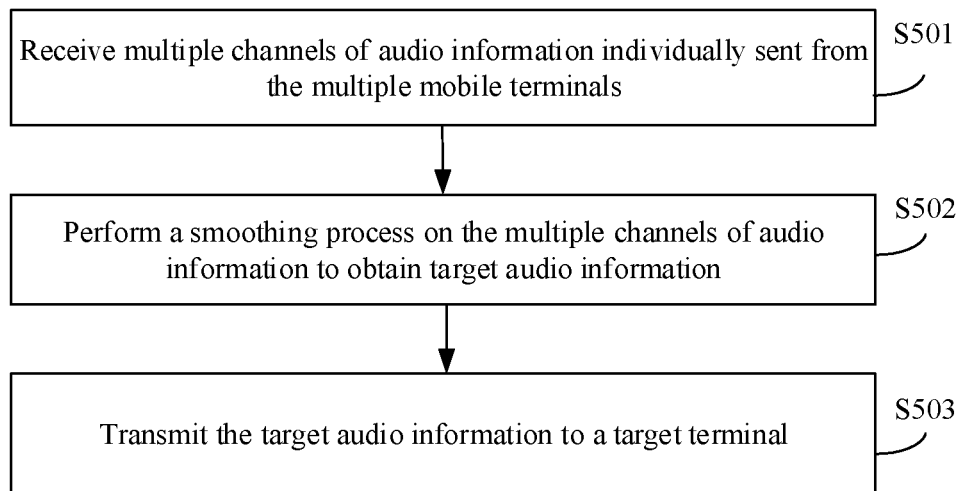 Receive multiple channels of audio information individually sent from
the multiple mobile terminals
S501
Perform a smoothing process on the multiple channels of audio
information to obtain target audio information
S502
Transmit the target audio information to a target terminal
S503